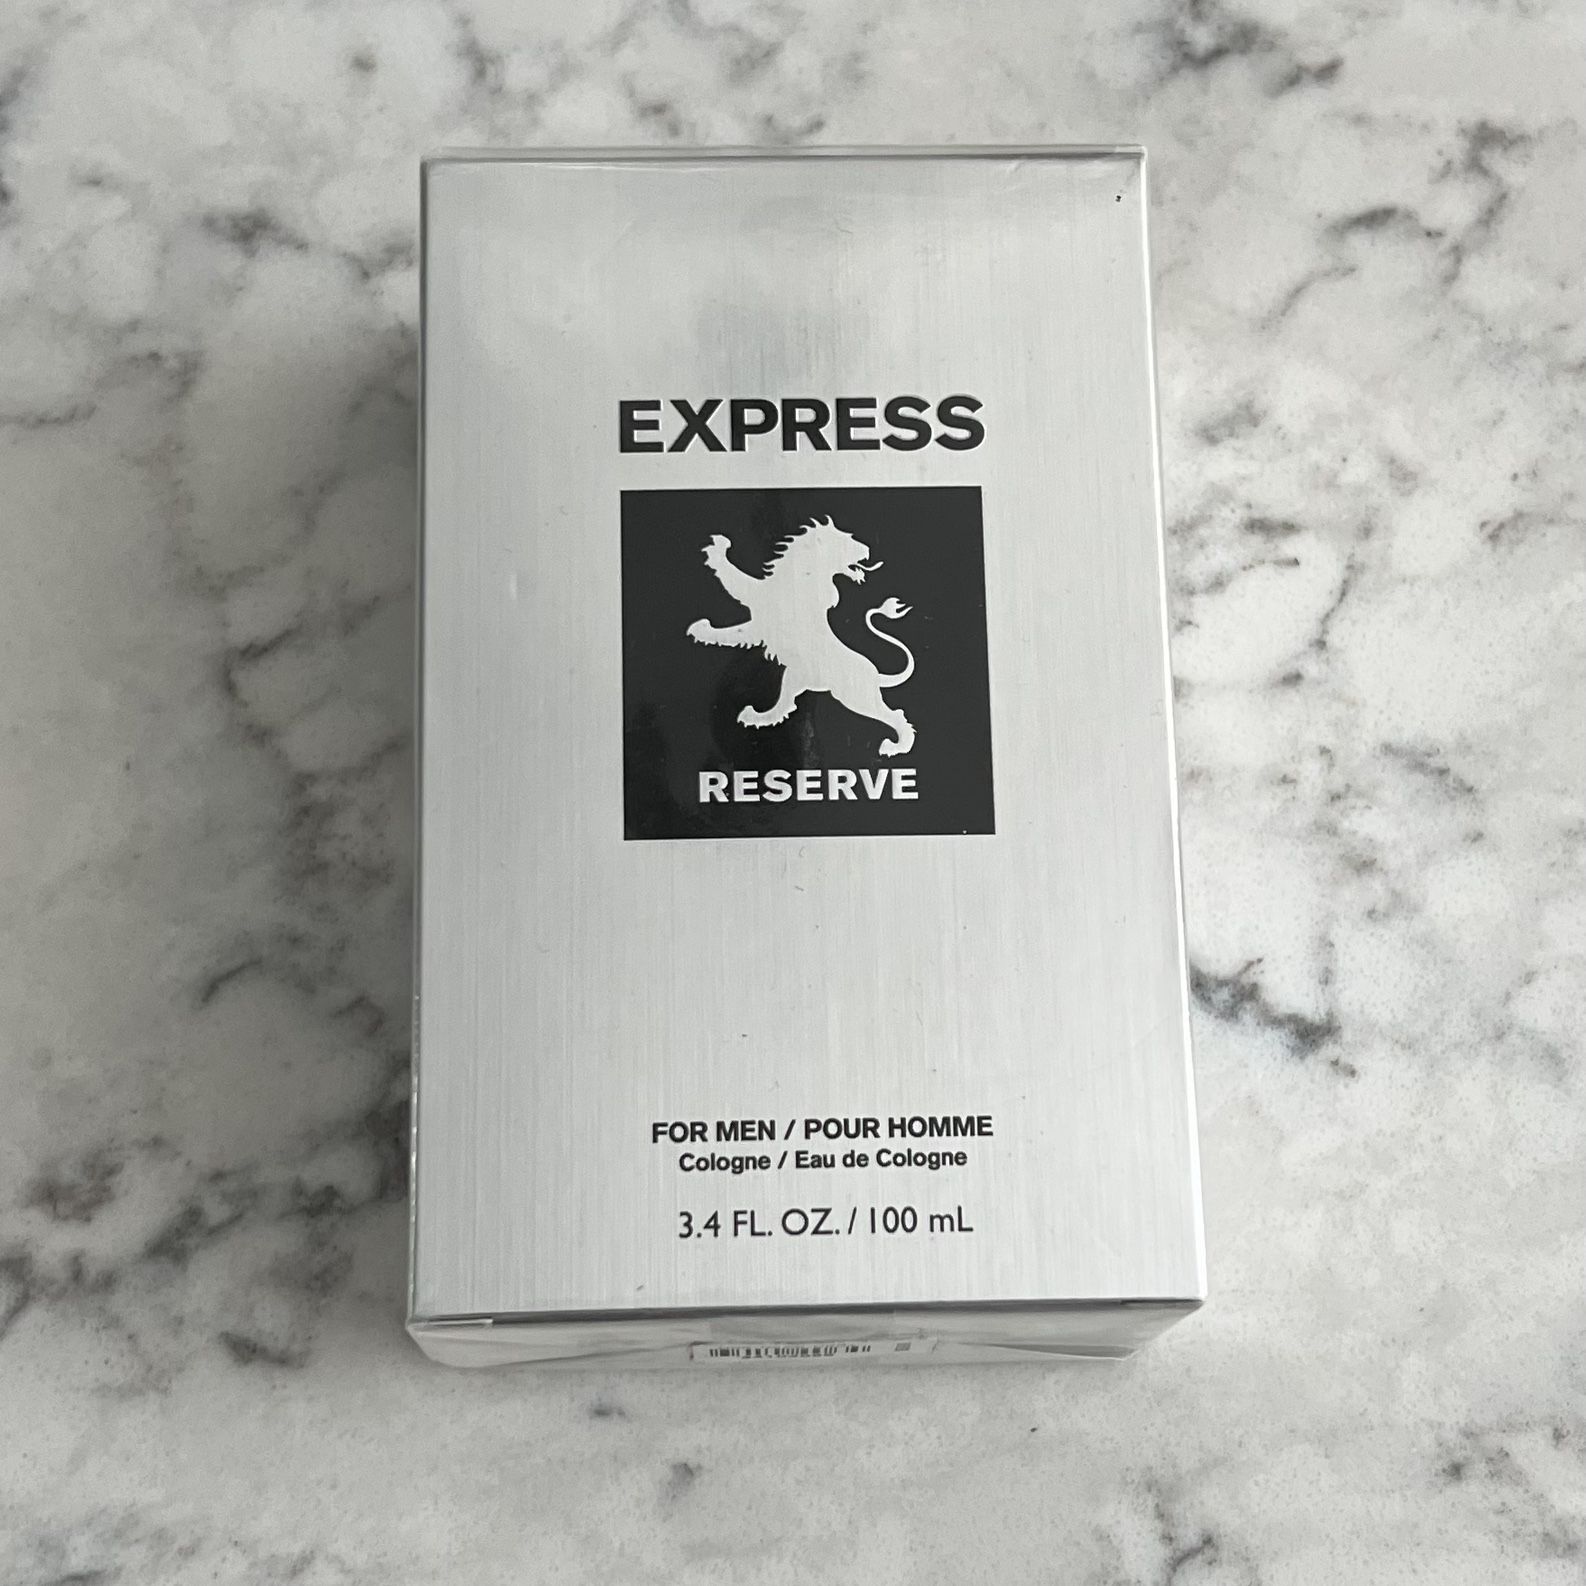 EXPRESS
RESERVE
FOR MEN / POUR HOMME
Cologne / Eau de Cologne
3.4 FL. OZ. / 100 mL